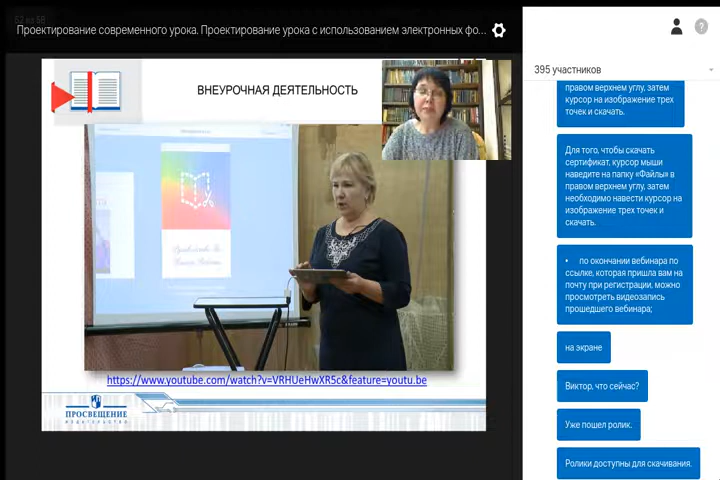 52 из 58
Проектирование современного урока. Проектирование урока с использованием электронных фо...
ВНЕУРОЧНАЯ ДЕЯТЕЛЬНОСТЬ
https://www.youtube.com/watch?v=VRHUeHwXR5c&feature=youtu.be
ПРОСВЕЩЕНИЕ
ИЗДАТЕЛЬСТВО
395 участников
правом верхнем углу, затем
курсор на изображение трех
точек и скачать.
Для того, чтобы скачать
сертификат, курсор мыши
наведите на папку «Файлы» в
правом верхнем углу, затем
необходимо навести курсор на
изображение трех точек и
скачать.
• по окончании вебинара по
ссылке, которая пришла вам на
почту при регистрации, можно
просмотреть видеозапись
прошедшего вебинара;
на экране
Виктор, что сейчас?
Уже пошел ролик.
Ролики доступны для скачивания.